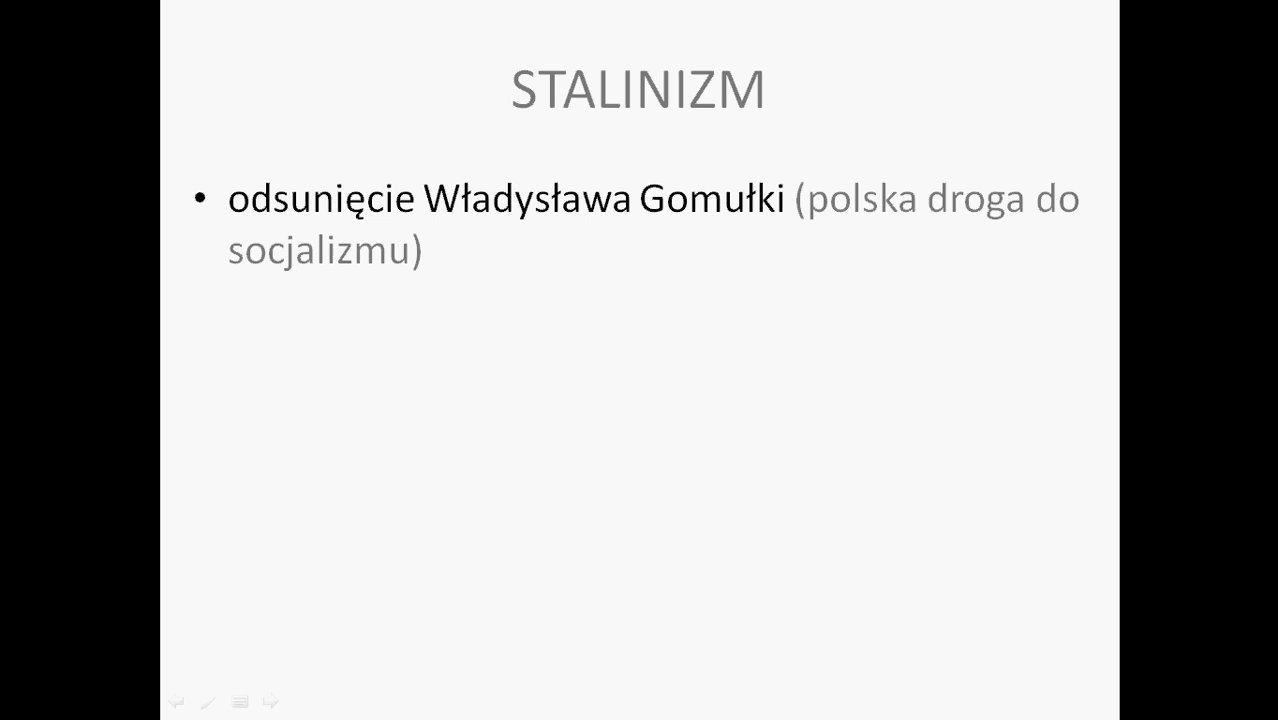 STALINIZM
• odsunięcie Władysława Gomułki (polska droga do
socjalizmu)